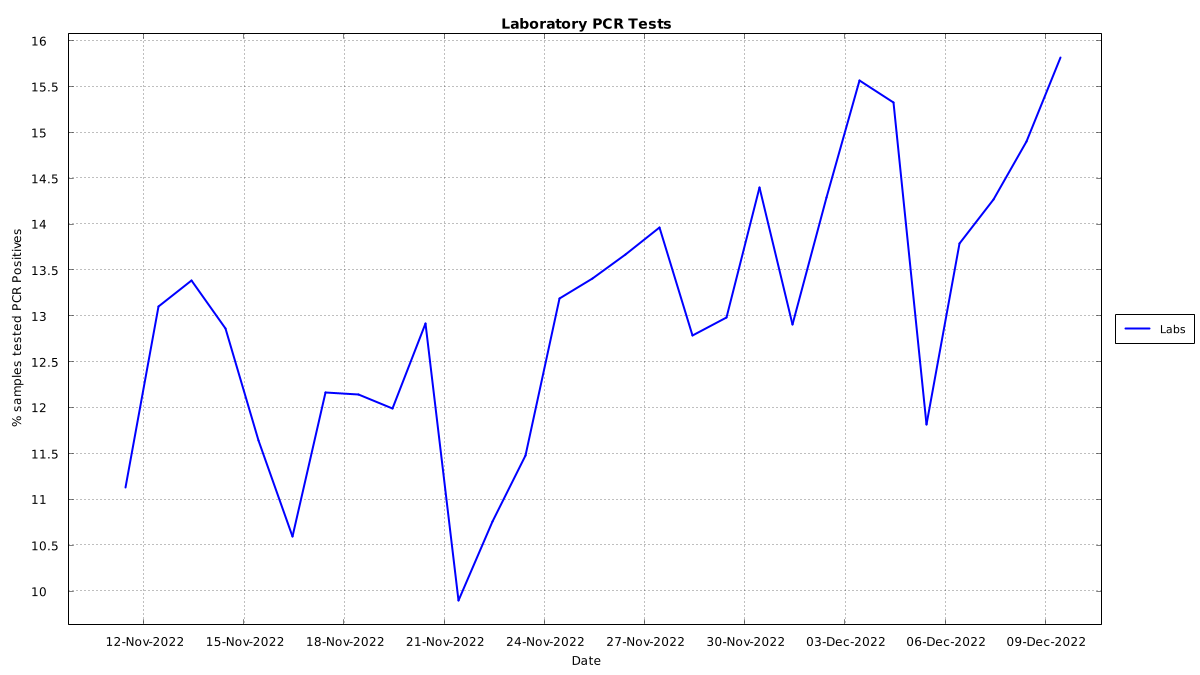 Laboratory PCR Tests
% samples tested PCR Positives
16
15.5
15
14.5
14
13.5
13
12.5
12
11.5
11
10.5
10
12-Nov-2022 15-Nov-2022 18-Nov-2022 21-Nov-2022 24-Nov-2022 27-Nov-2022 30-Nov-2022 03-Dec-2022 06-Dec-2022 09-Dec-2022
Date
Labs